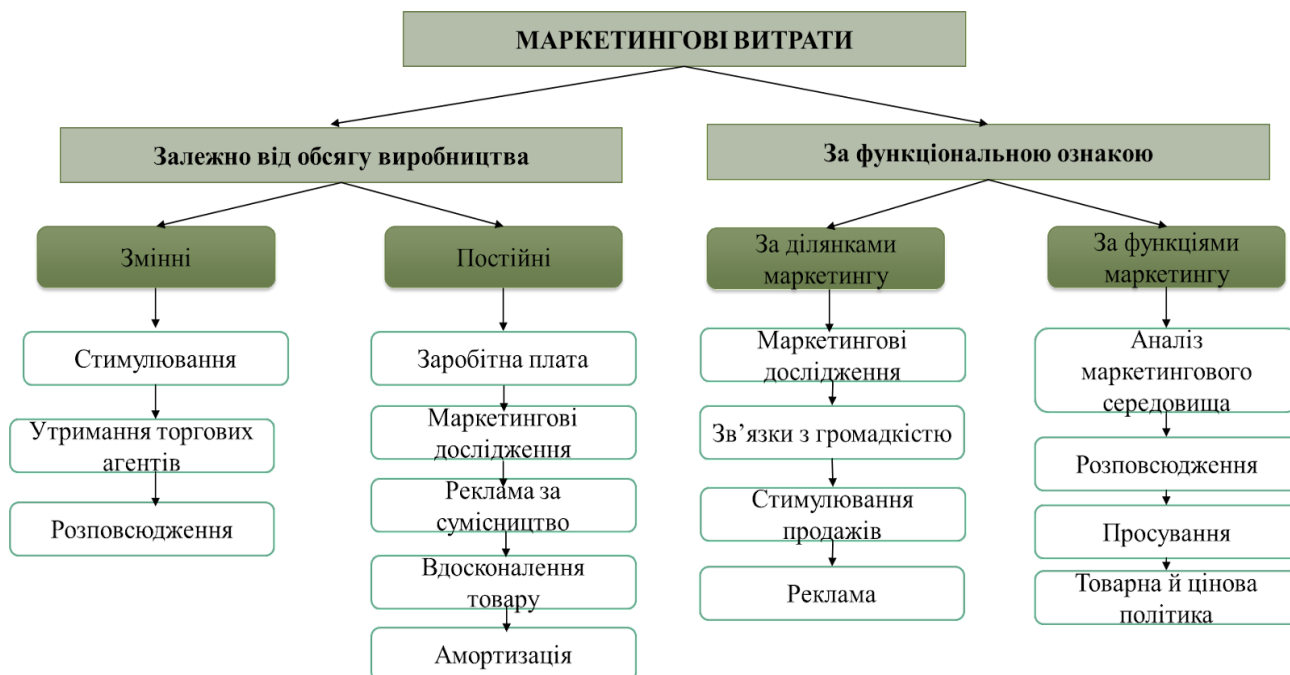 МАРКЕТИНГОВІ ВИТРАТИ
Залежно від обсягу виробництва
За функціональною ознакою
Змінні
Стимулювання
Утримання торгових
агентів
Розповсюдження
Постійні
Заробітна плата
Маркетингові
дослідження
Реклама за
сумісництво
Вдосконалення
товару
Амортизація
За ділянками
маркетингу
Маркетингові
дослідження
Зв’язки з громадкістю
Стимулювання
продажів
Реклама
За функціями
маркетингу
Аналіз
маркетингового
середовища
Розповсюдження
Просування
Товарна й цінова
політика